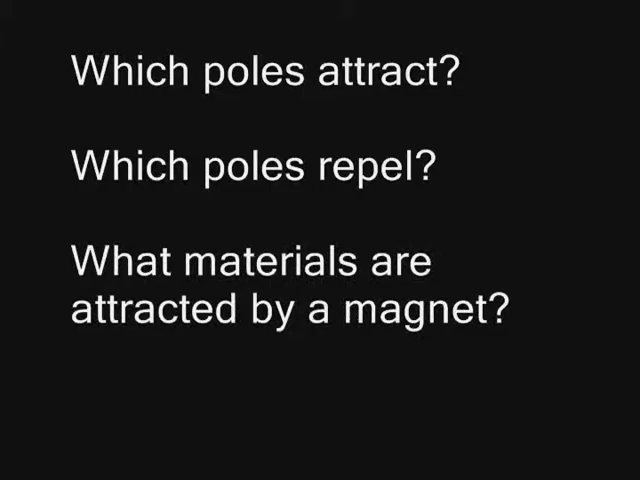 Which poles attract?
Which poles repel?
What materials are
attracted by a magnet?